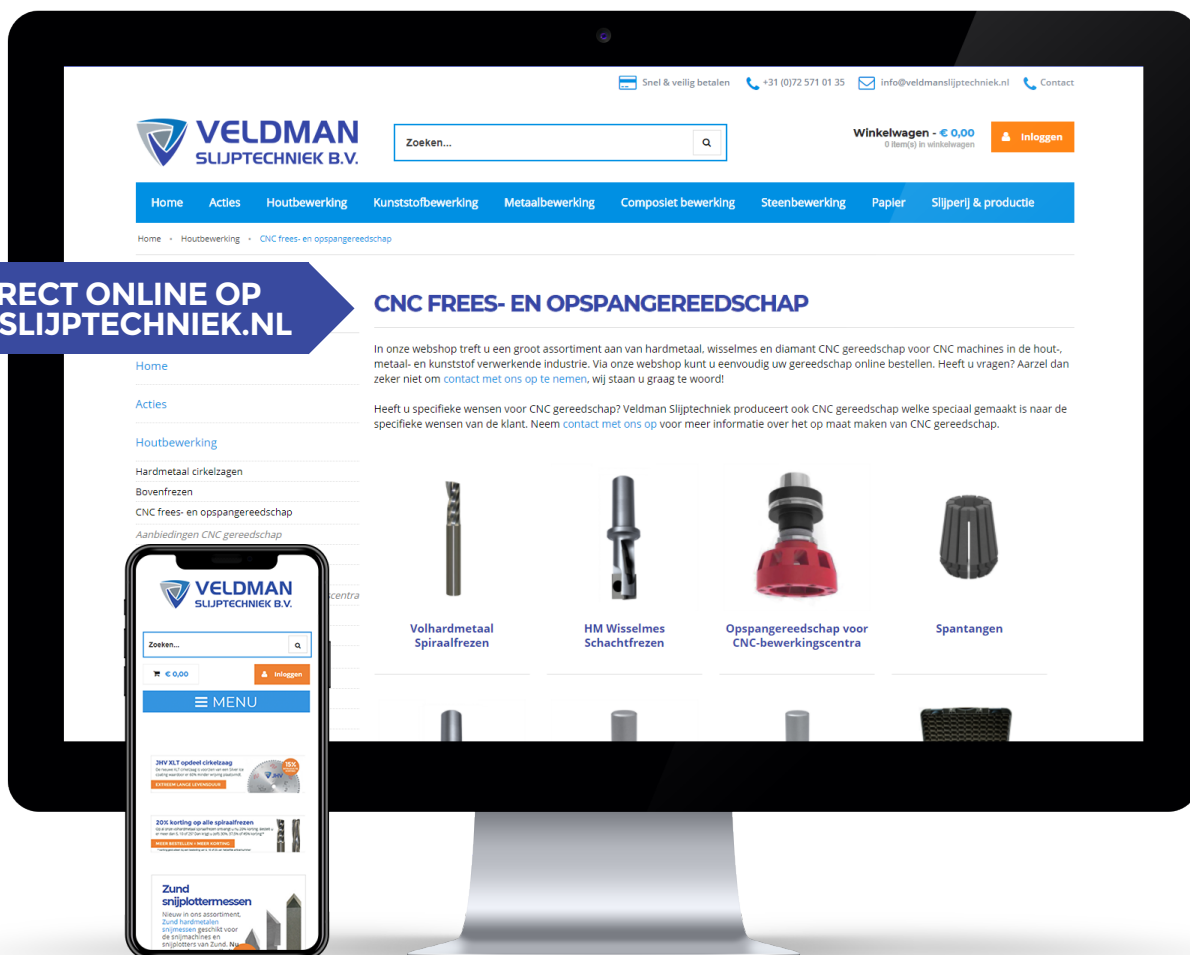 Snel & veilig betalen
+31 (0)72 571 01 35
info@veldmanslijptechniek.nl
Contact
VELDMAN
SLIJPTECHNIEK B.V.
Zoeken...
Winkelwagen - € 0,00
0 item(s) in winkelwagen
Inloggen
Home Acties Houtbewerking Kunststofbewerking Metaalbewerking Composiet bewerking Steenbewerking Papier Slijperij & productie
Home • Houtbewerking • CNC frees- en opspangereedschap
RECT ONLINE OP
SLIJPTECHNIEK.NL
Home
Acties
Houtbewerking
Hardmetaal cirkelzagen
Bovenfrezen
CNC frees- en opspangereedschap
Aanbiedingen CNC gereedschap
scentra
CNC FREES- EN OPSPANGEREEDSCHAP
In onze webshop treft u een groot assortiment aan van hardmetaal, wisselmes en diamant CNC gereedschap voor CNC machines in de hout-,
metaal- en kunststof verwerkende industrie. Via onze webshop kunt u eenvoudig uw gereedschap online bestellen. Heeft u vragen? Aarzel dan
zeker niet om contact met ons op te nemen, wij staan u graag te woord!
Heeft u specifieke wensen voor CNC gereedschap? Veldman Slijptechniek produceert ook CNC gereedschap welke speciaal gemaakt is naar de
specifieke wensen van de klant. Neem contact met ons op voor meer informatie over het op maat maken van CNC gereedschap.
Volhardmetaal
Spiraalfrezen
HM Wisselmes
Schachtfrezen
Opspangereedschap voor
CNC-bewerkingscentra
Spantangen
VELDMAN
SLIJPTECHNIEK B.V.
Zoeken...
€ 0,00
Inloggen
MENU
JHV XLT opdeel cirkelzaag
EXTREEM LANGE LEVENSDUUR
15%
JHV
20% korting op alle spiraalfrezen
MEER BESTELLEN = MEER KORTING
Zund
snijplottermessen
Nieuw in ons assortiment.
Zund hardmetalen
snijmessen geschikt voor
de snijmachines en
snijplotters van Zund. Nu